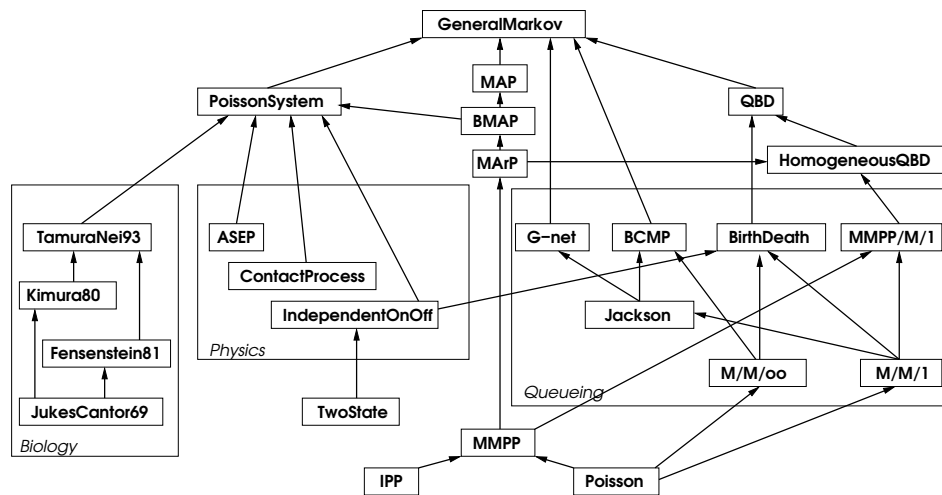 GeneralMarkov
MAP
PoissonSystem
QBD
BMAP
MArP
HomogeneousQBD
TamuraNei93
ASEP
G-net
BCMP
BirthDeath
MMPP/M/1
ContactProcess
Kimura80
IndependentOnOff
Jackson
Fensenstein81
Physics
M/M/oo
M/M/1
Queueing
JukesCantor69
TwoState
Biology
MMPP
IPP
Poisson